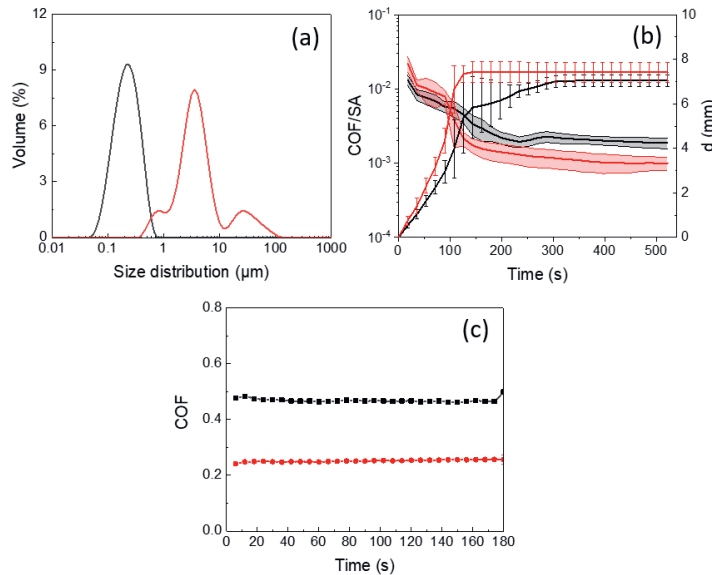 (a)
12
9
6
3
0
Volume (%)
0.01 0.1 1 10 100 1000
Size distribution (µm)
(b)
10⁻¹
10⁻²
10⁻³
10⁻⁴
COF/SA
10
8
6
4
2
0
d (mm)
0 100 200 300 400 500
Time (s)
(c)
0.8
0.6
0.4
0.2
0.0
COF
0 20 40 60 80 100 120 140 160 180
Time (s)